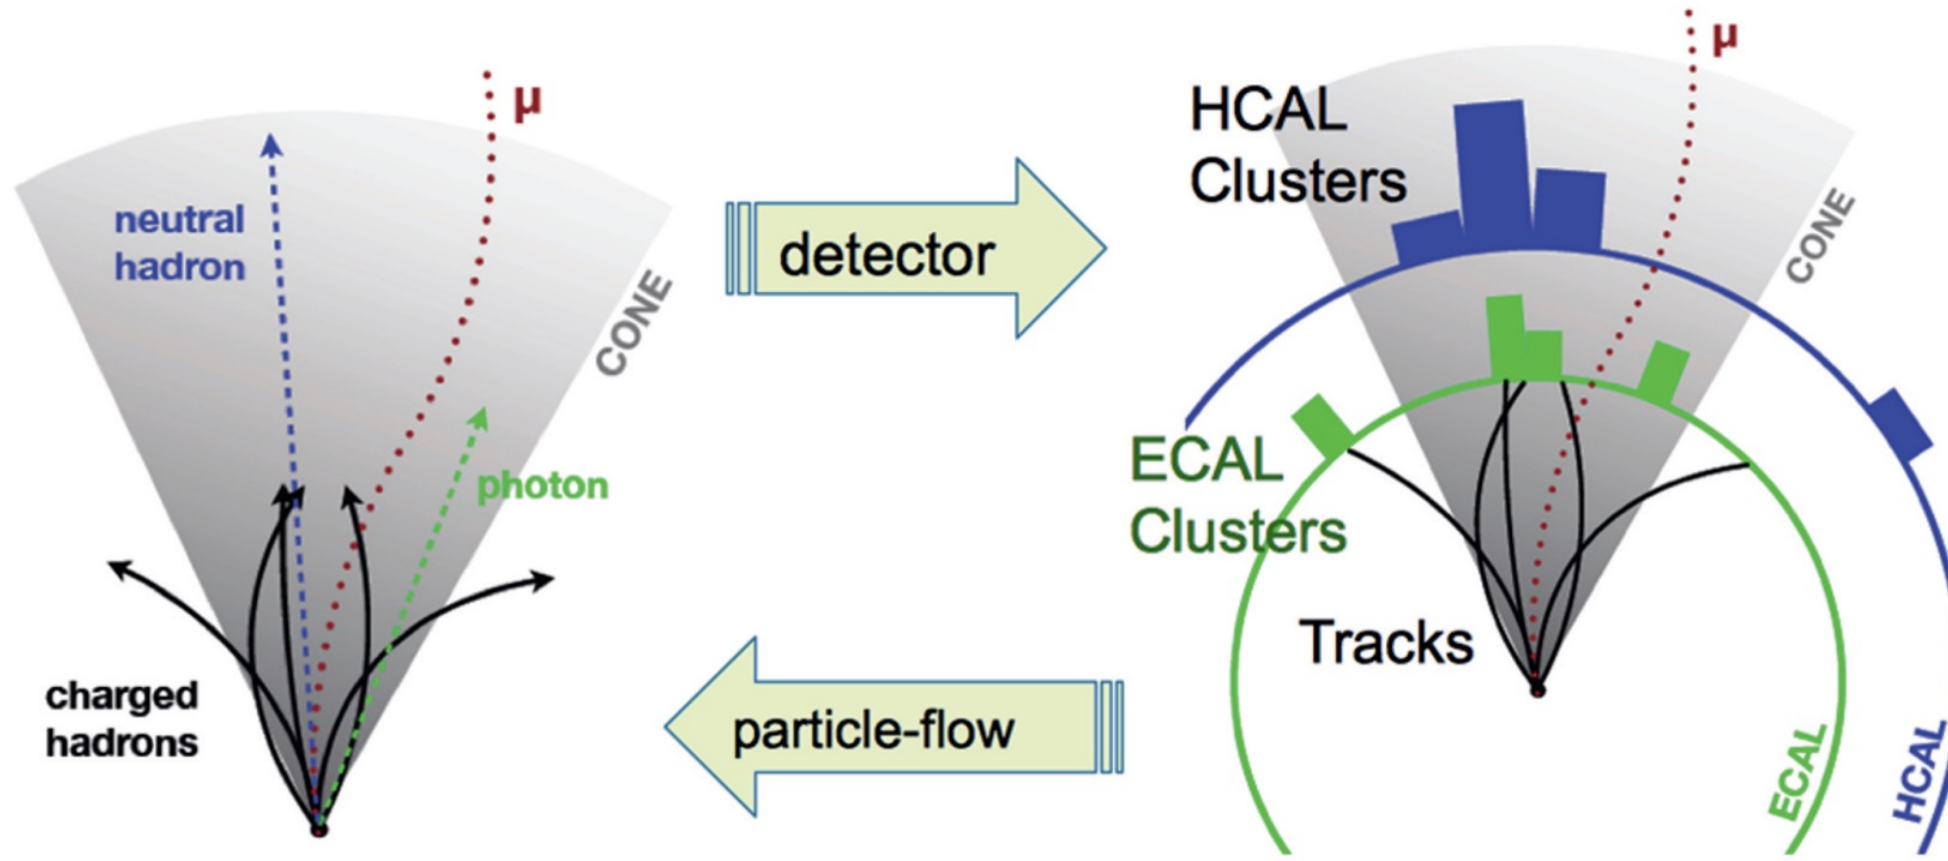 μ
neutral
hadron
CONE
photon
charged
hadrons
detector
particle-flow
μ
HCAL
Clusters
CONE
ECAL
Clusters
Tracks
ECAL
HCAL